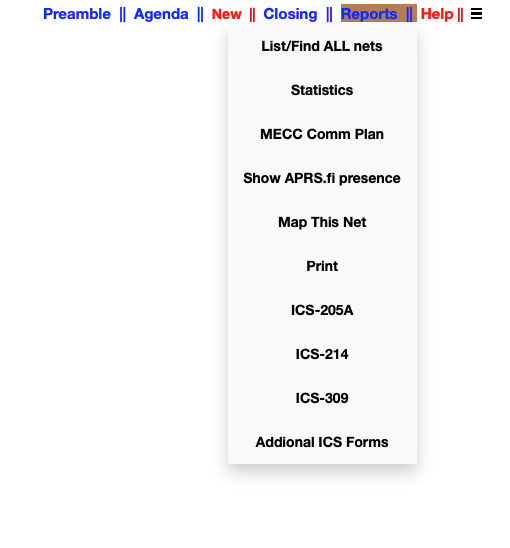 Preamble || Agenda || New || Closing || Reports || Help || ☰
List/Find ALL nets
Statistics
MECC Comm Plan
Show APRS.fi presence
Map This Net
Print
ICS-205A
ICS-214
ICS-309
Addional ICS Forms